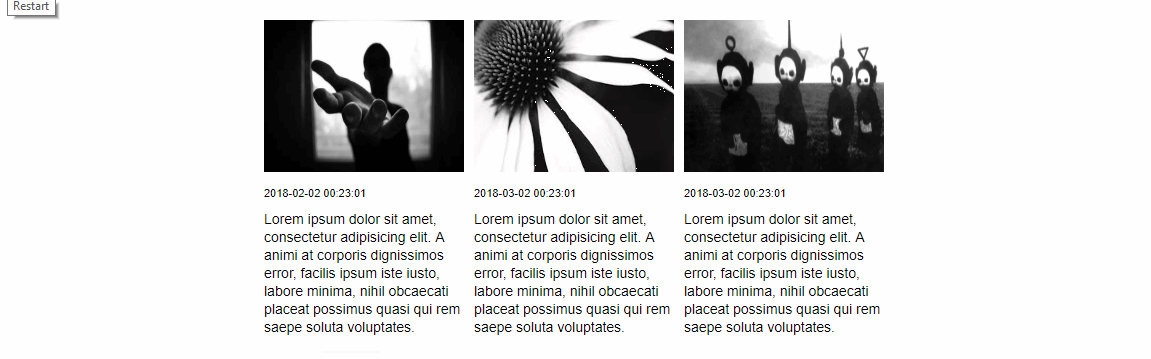 Restart
2018-02-02 00:23:01
Lorem ipsum dolor sit amet,
consectetur adipisicing elit. A
animi at corporis dignissimos
error, facilis ipsum iste iusto,
labore minima, nihil obcaecati
placeat possimus quasi qui rem
saepe soluta voluptates.
2018-03-02 00:23:01
Lorem ipsum dolor sit amet,
consectetur adipisicing elit. A
animi at corporis dignissimos
error, facilis ipsum iste iusto,
labore minima, nihil obcaecati
placeat possimus quasi qui rem
saepe soluta voluptates.
2018-03-02 00:23:01
Lorem ipsum dolor sit amet,
consectetur adipisicing elit. A
animi at corporis dignissimos
error, facilis ipsum iste iusto,
labore minima, nihil obcaecati
placeat possimus quasi qui rem
saepe soluta voluptates.